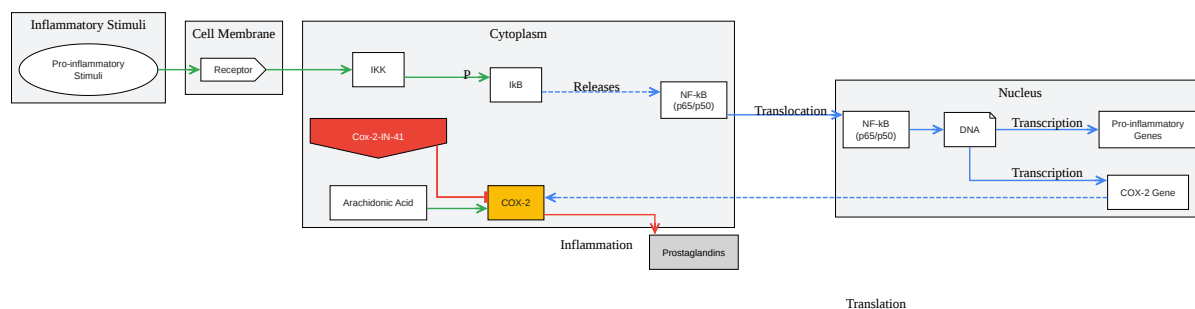 Inflammatory Stimuli
Pro-inflammatory
Stimuli
Cell Membrane
Receptor
Cytoplasm
IKK
P
IkB
Releases
NF-kB
(p65/p50)
Translocation
Cox-2-IN-41
Arachidonic Acid
COX-2
Inflammation
Prostaglandins
Nucleus
NF-kB
(p65/p50)
DNA
Transcription
Pro-inflammatory
Genes
Transcription
COX-2 Gene
Translation